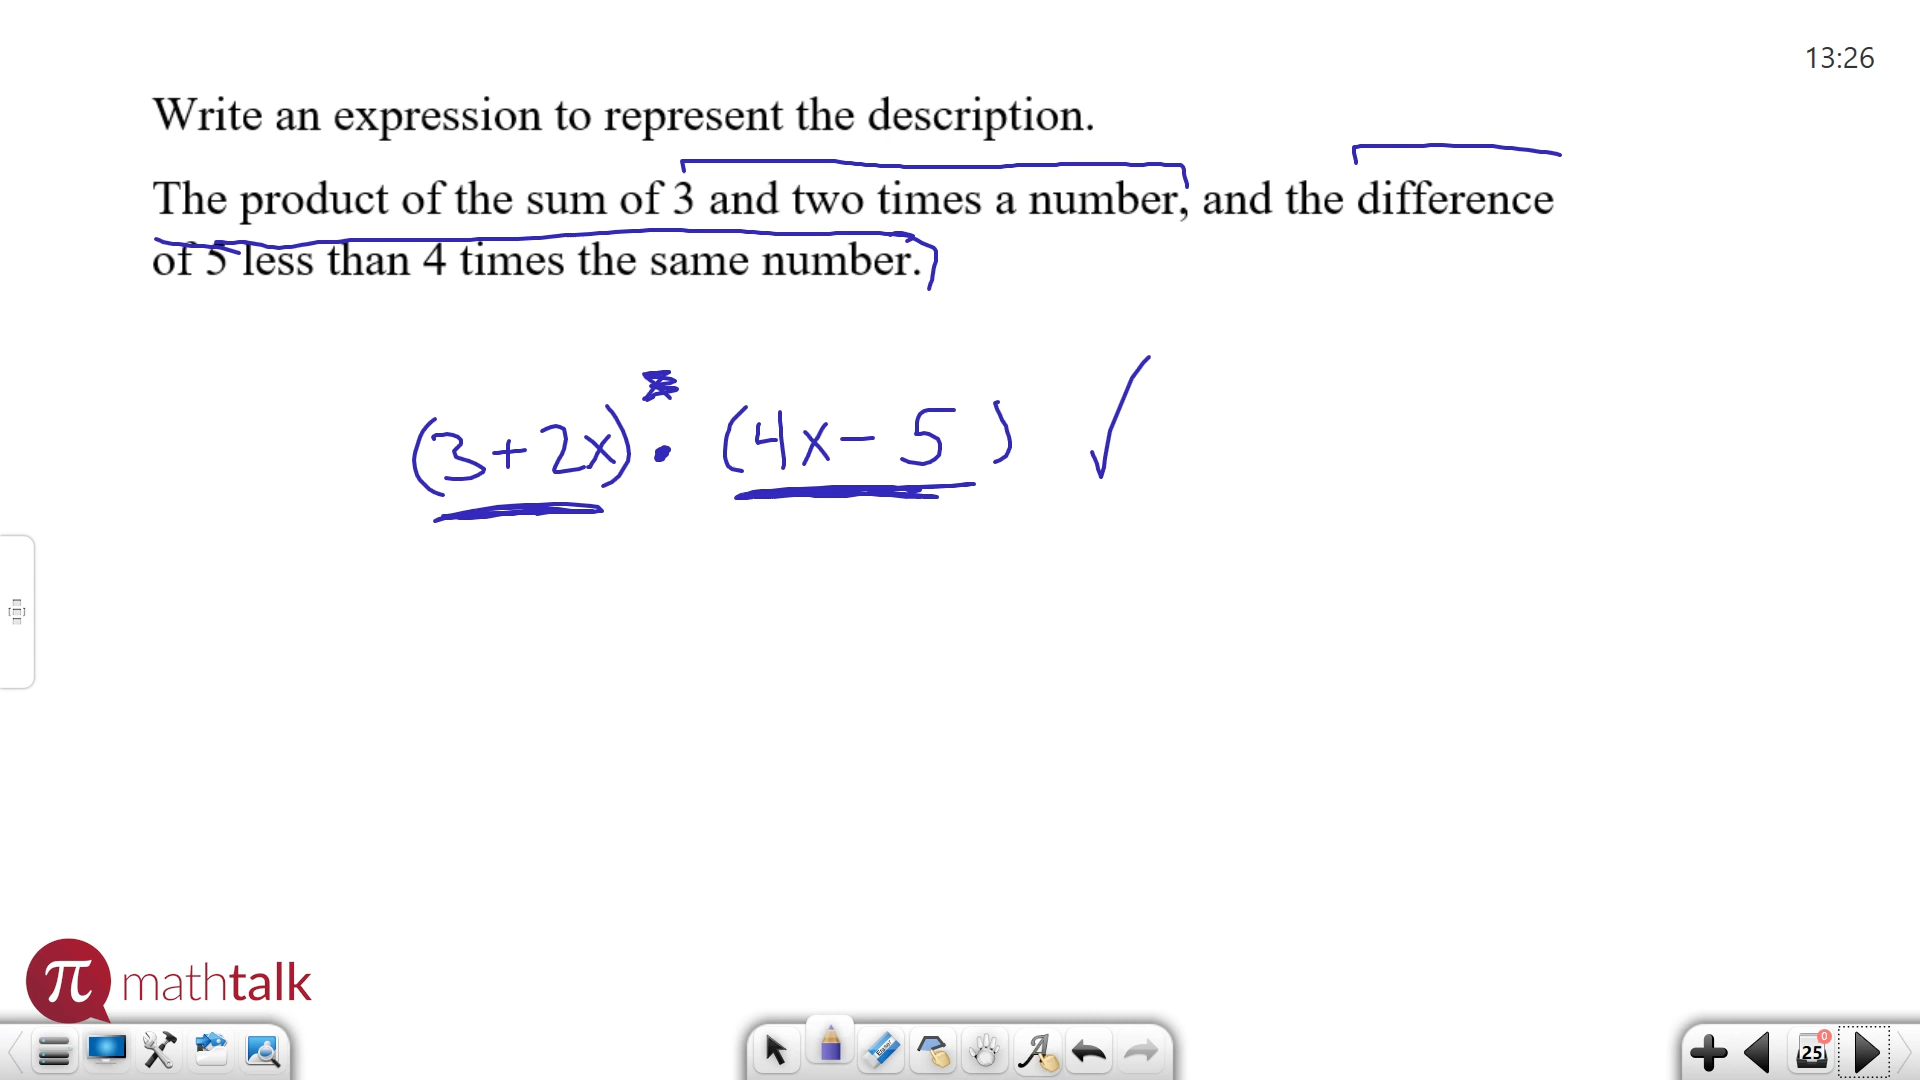 13:26
Write an expression to represent the description.
The product of the sum of 3 and two times a number, and the difference
of 5 less than 4 times the same number.
(3+2x) • (4x-5) ✓
π mathtalk
25
0